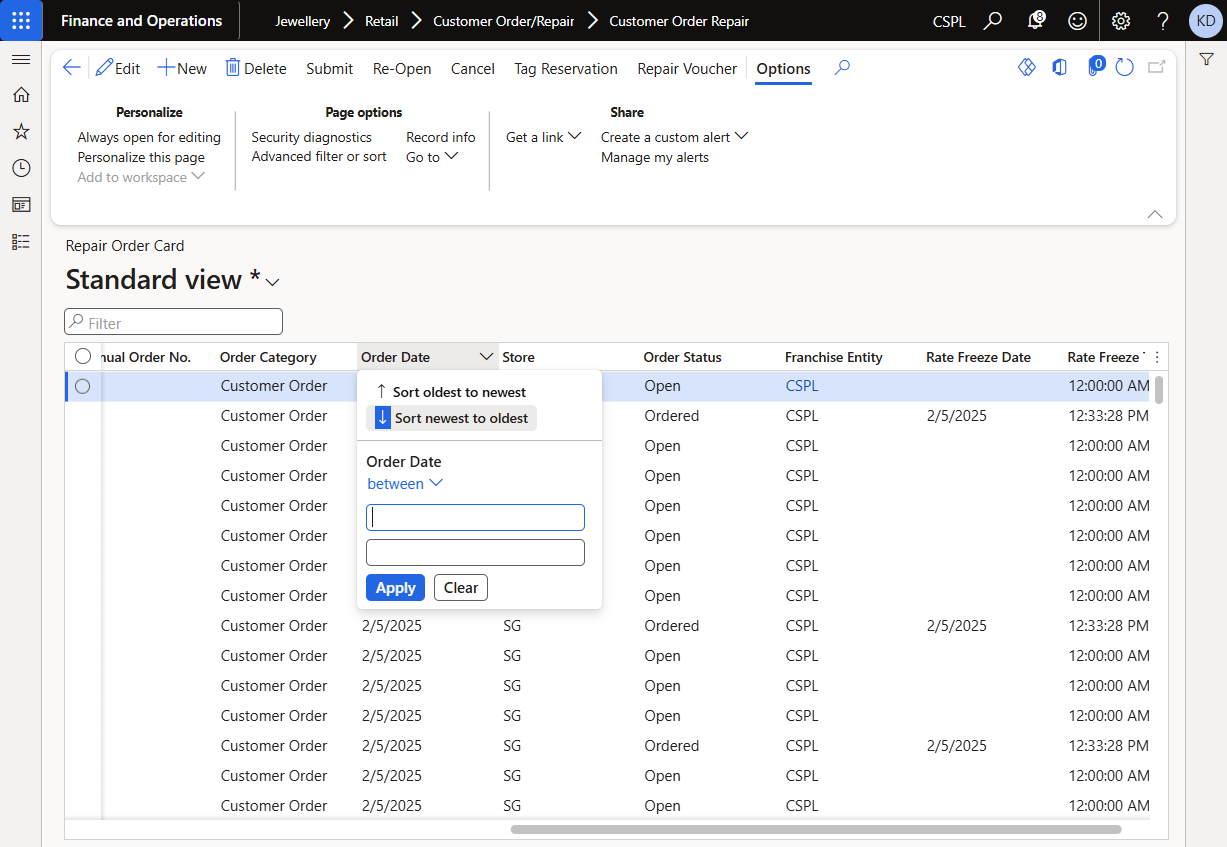 Finance and Operations Jewellery Retail Customer Order/Repair Customer Order Repair CSPL 8 ? KD
Edit New Delete Submit Re-Open Cancel Tag Reservation Repair Voucher Options 0
Personalize
Always open for editing
Personalize this page
Add to workspace
Page options
Security diagnostics Record info
Advanced filter or sort Go to
Share
Get a link Create a custom alert
Manage my alerts
Repair Order Card
Standard view *
Filter
nual Order No. Order Category Order Date Store Order Status Franchise Entity Rate Freeze Date Rate Freeze
Customer Order Open CSPL 12:00:00 AM
Customer Order Ordered CSPL 2/5/2025 12:33:28 PM
Customer Order Open CSPL 12:00:00 AM
Customer Order Open CSPL 12:00:00 AM
Customer Order Open CSPL 12:00:00 AM
Customer Order Open CSPL 12:00:00 AM
Customer Order Open CSPL 12:00:00 AM
Customer Order Open CSPL 12:00:00 AM
Customer Order 2/5/2025 SG Ordered CSPL 2/5/2025 12:33:28 PM
Customer Order 2/5/2025 SG Open CSPL 12:00:00 AM
Customer Order 2/5/2025 SG Open CSPL 12:00:00 AM
Customer Order 2/5/2025 SG Open CSPL 12:00:00 AM
Customer Order 2/5/2025 SG Ordered CSPL 2/5/2025 12:33:28 PM
Customer Order 2/5/2025 SG Open CSPL 12:00:00 AM
Customer Order 2/5/2025 SG Open CSPL 12:00:00 AM
↑ Sort oldest to newest
↓ Sort newest to oldest
Order Date
between
Apply Clear